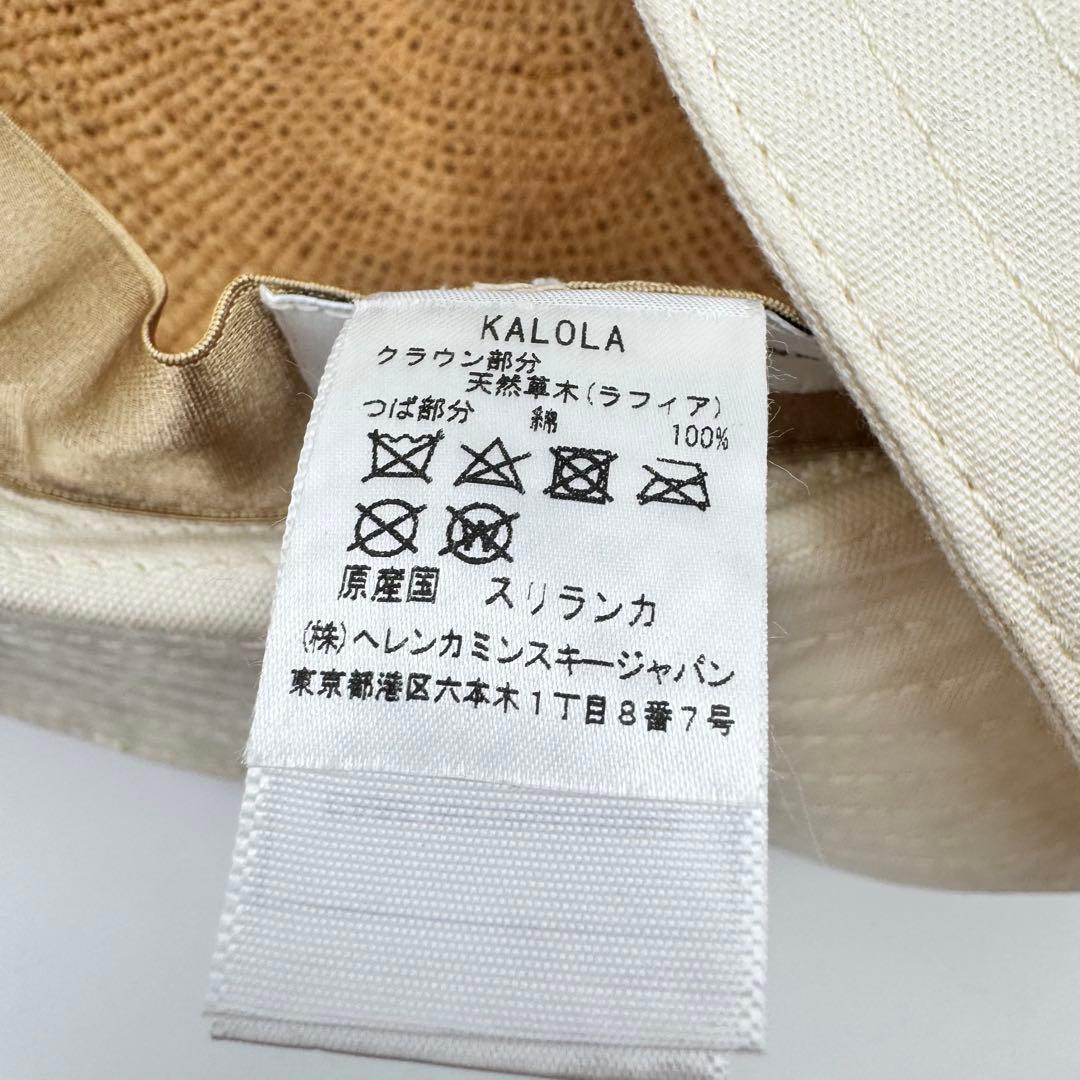 KALOLA
クラウン部分
天然草木(ラフィア)
つば部分 綿 100%
原産国 スリランカ
(株)ヘレンカミンスキージャパン
東京都港区六本木1丁目8番7号